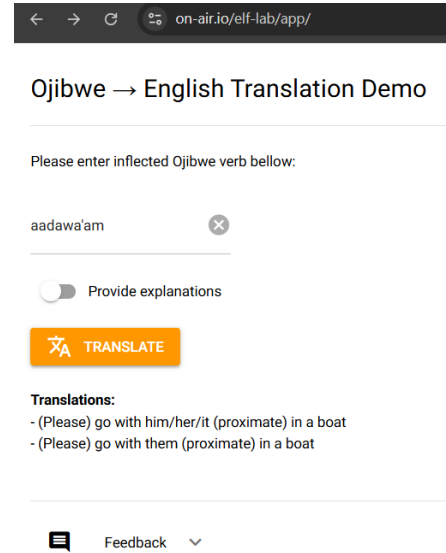 on-air.io/elf-lab/app/
Ojibwe → English Translation Demo
Please enter inflected Ojibwe verb bellow:
aadawa'am
Provide explanations
TRANSLATE
Translations:
- (Please) go with him/her/it (proximate) in a boat
- (Please) go with them (proximate) in a boat
Feedback